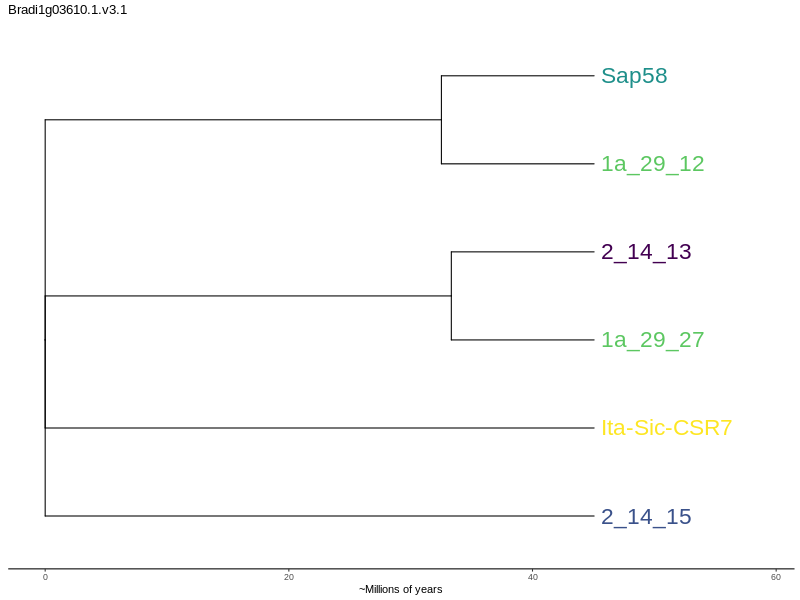 Bradi1g03610.1.v3.1
Sap58
1a_29_12
2_14_13
1a_29_27
Ita-Sic-CSR7
2_14_15
0 20 40 60
~Millions of years